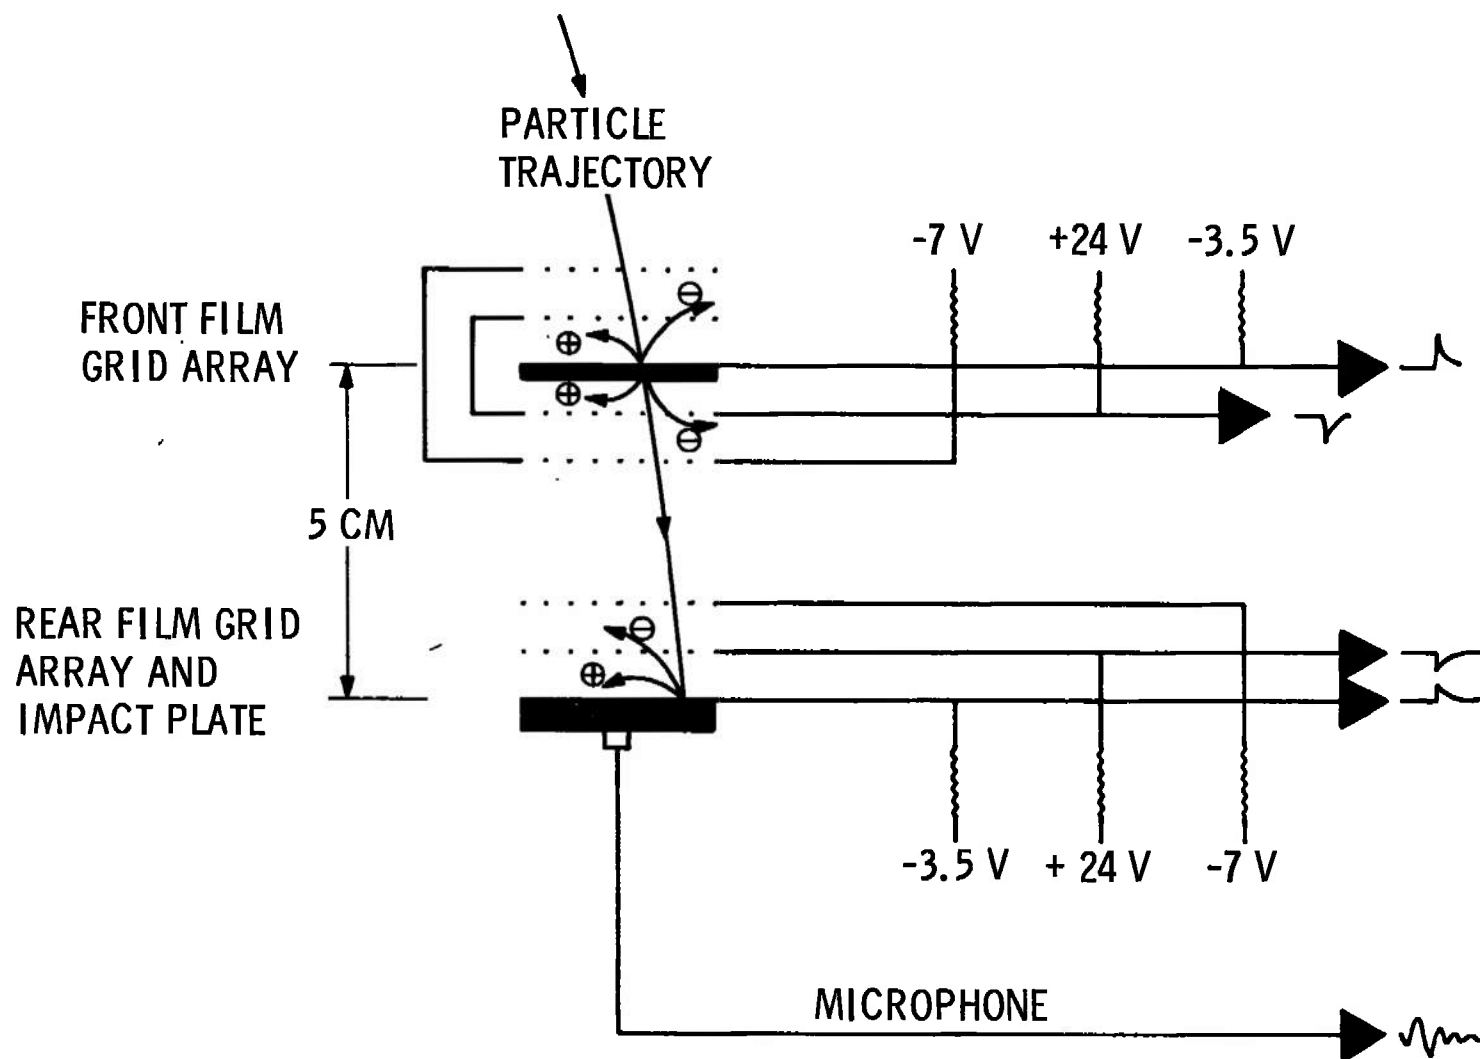 PARTICLE
TRAJECTORY
-7 V
+24 V
-3.5 V
FRONT FILM
GRID ARRAY
⊖
⊕
⊕
⊖
5 CM
REAR FILM GRID
ARRAY AND
IMPACT PLATE
⊖
⊕
-3.5 V
+ 24 V
-7 V
MICROPHONE